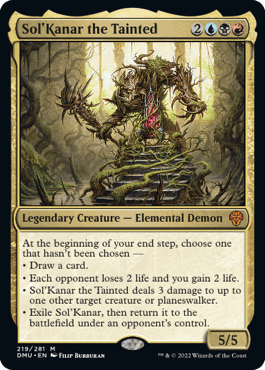 Sol'Kanar the Tainted 2
Legendary Creature — Elemental Demon
At the beginning of your end step, choose one
that hasn't been chosen —
• Draw a card.
• Each opponent loses 2 life and you gain 2 life.
• Sol'Kanar the Tainted deals 3 damage to up to
one other target creature or planeswalker.
• Exile Sol'Kanar, then return it to the
battlefield under an opponent's control.
5/5
219/281 M
DMU • EN FILIP BURBURAN
™ & © 2022 Wizards of the Coast